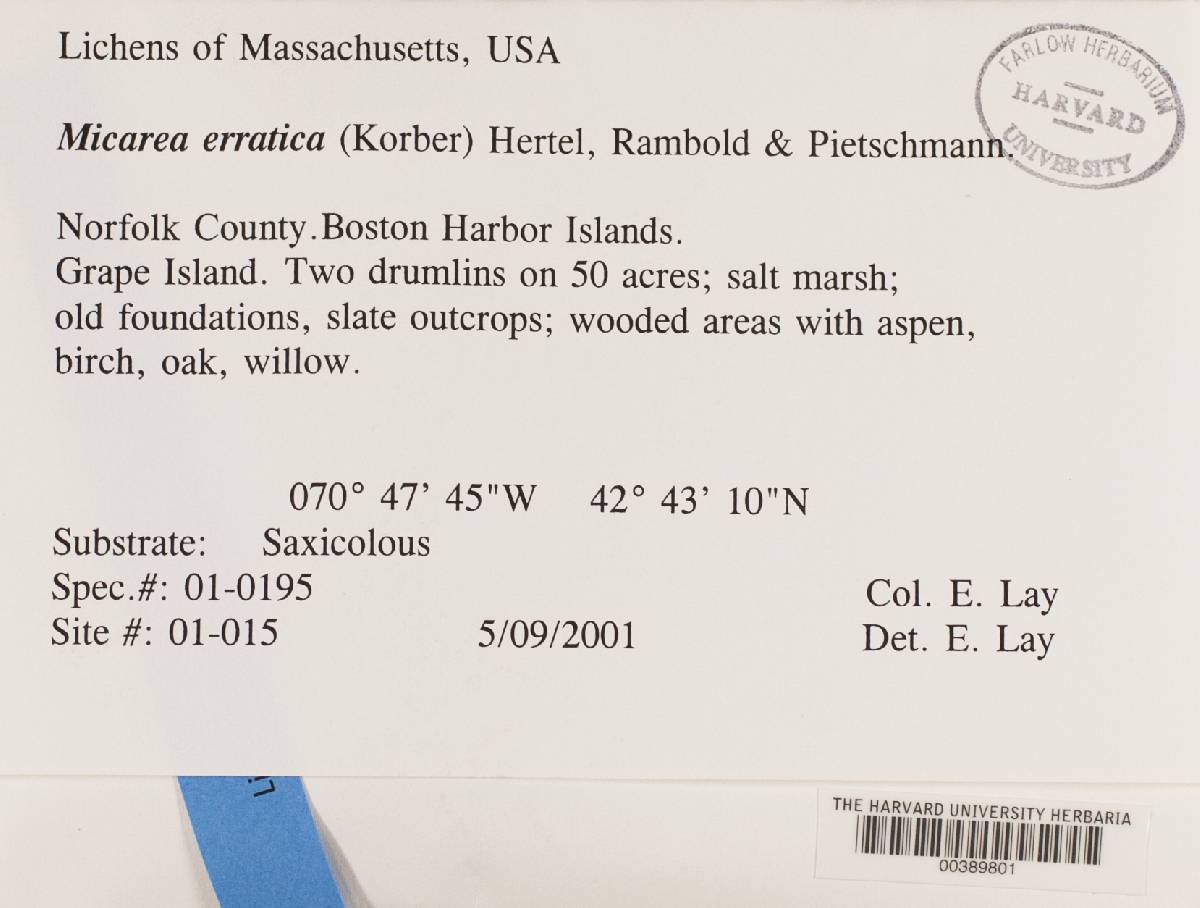 Lichens of Massachusetts, USA
FARLOW HERBARIUM
HARVARD
UNIVERSITY
Micarea erratica (Korber) Hertel, Rambold & Pietschmann.
Norfolk County.Boston Harbor Islands.
Grape Island. Two drumlins on 50 acres; salt marsh;
old foundations, slate outcrops; wooded areas with aspen,
birch, oak, willow.
070° 47’ 45"W 42° 43’ 10"N
Substrate: Saxicolous
Spec.#: 01-0195
Col. E. Lay
Site #: 01-015 5/09/2001
Det. E. Lay
THE HARVARD UNIVERSITY HERBARIA
00389801